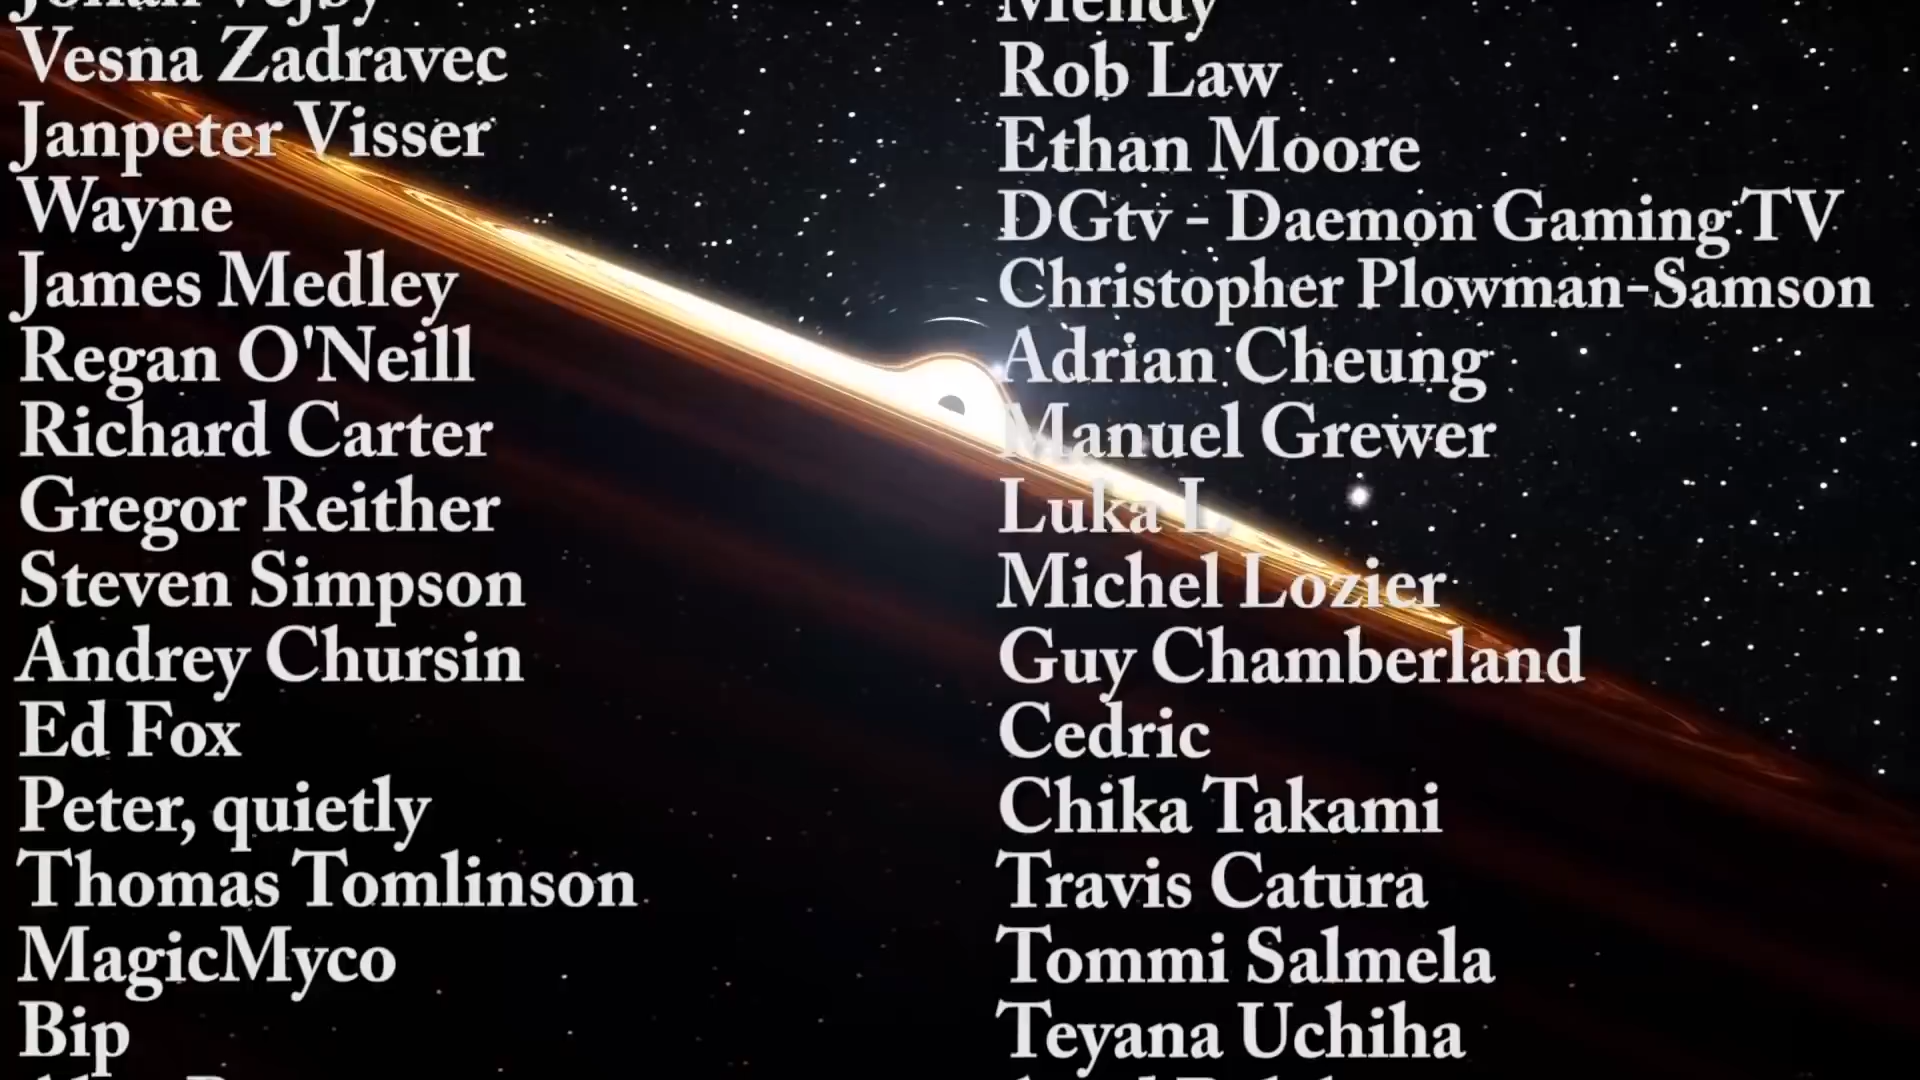 Vesna Zadravec
Janpeter Visser
Wayne
James Medley
Regan O'Neill
Richard Carter
Gregor Reither
Steven Simpson
Andrey Chursin
Ed Fox
Peter, quietly
Thomas Tomlinson
MagicMyco
Bip
Mendy
Rob Law
Ethan Moore
DGtv - Daemon Gaming TV
Christopher Plowman-Samson
Adrian Cheung
Manuel Grewer
Luka L.
Michel Lozier
Guy Chamberland
Cedric
Chika Takami
Travis Catura
Tommi Salmela
Teyana Uchiha